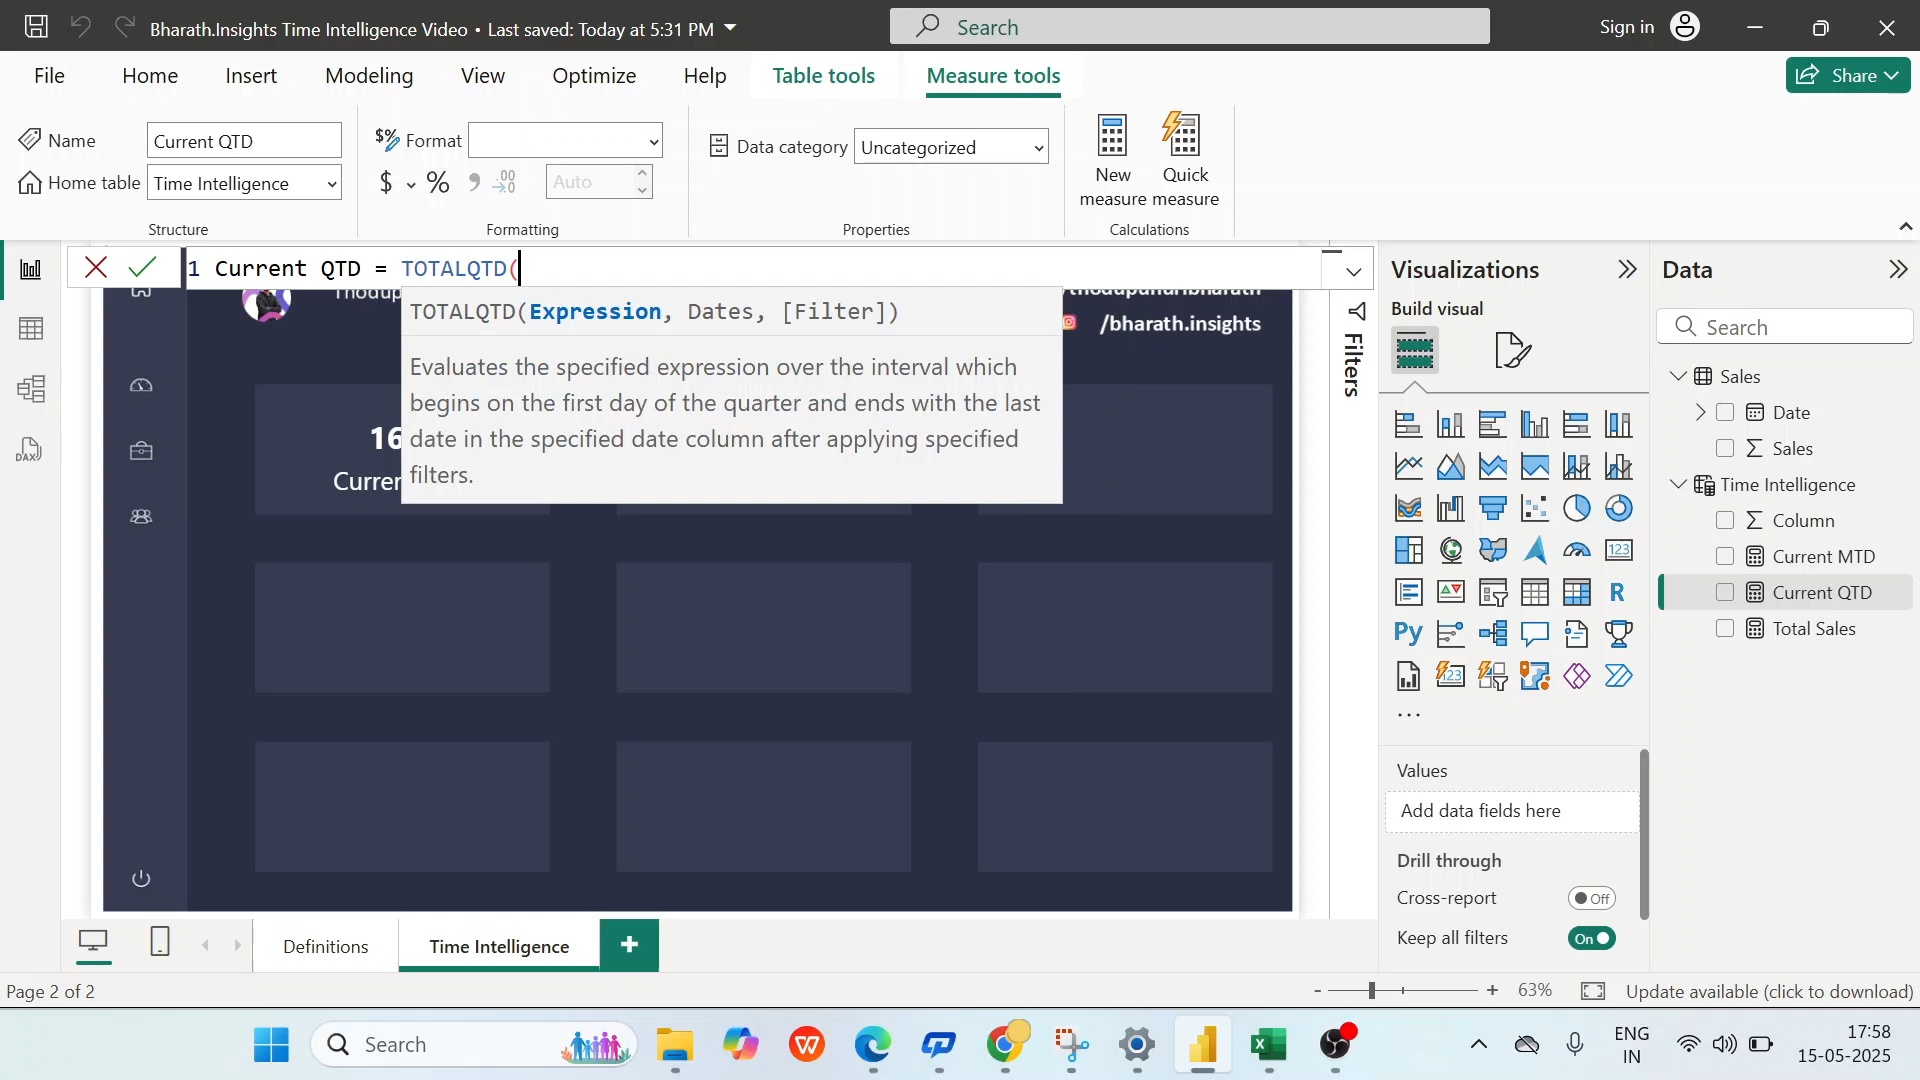 Bharath.Insights Time Intelligence Video • Last saved: Today at 5:31 PM
Search
Sign in
File
Home
Insert
Modeling
View
Optimize
Help
Table tools
Measure tools
Share
Name
Current QTD
Home table
Time Intelligence
Structure
Format
$ %
Auto
Formatting
Data category
Uncategorized
Properties
New measure
Quick measure
Calculations
1 Current QTD = TOTALQTD(
TOTALQTD(Expression, Dates, [Filter])
Evaluates the specified expression over the interval which
begins on the first day of the quarter and ends with the last
date in the specified date column after applying specified
filters.
/bharath.insights
16
Curren
Filters
Visualizations
Build visual
123
R
Py
123
...
Values
Add data fields here
Drill through
Cross-report
Off
Keep all filters
On
Data
Search
Sales
Date
Sales
Time Intelligence
Column
Current MTD
Current QTD
Total Sales
DAX
Definitions
Time Intelligence
+
Page 2 of 2
- + 63%
Update available (click to download)
Search
ENG
IN
17:58
15-05-2025